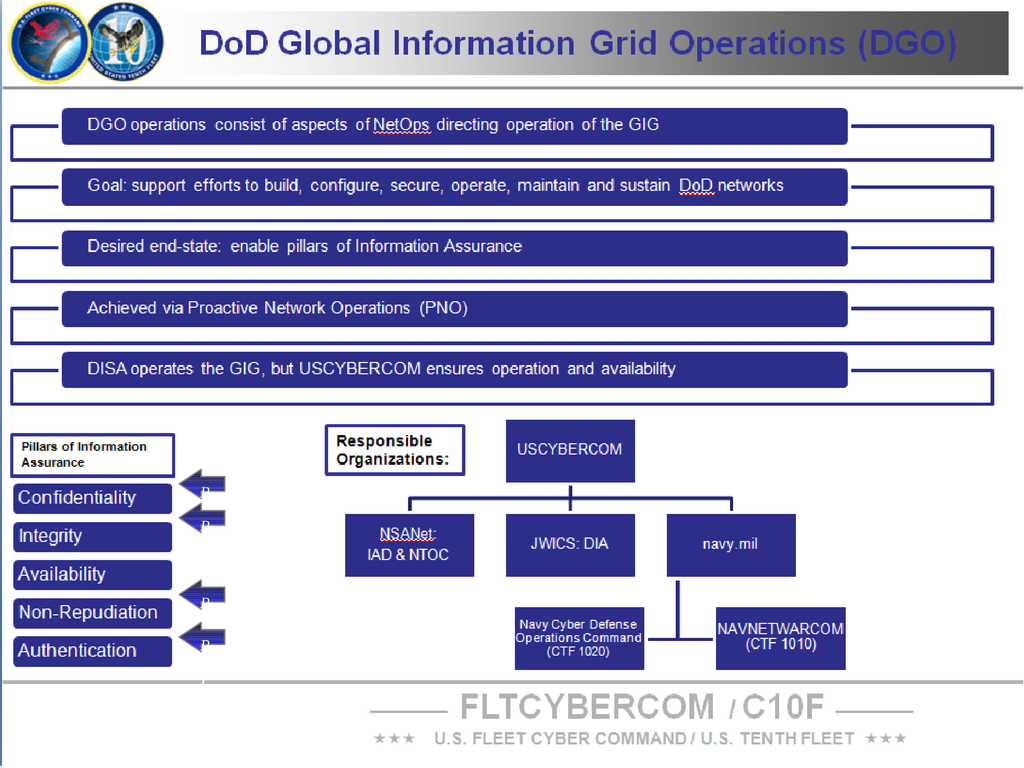 U.S. FLEET CYBER COMMAND
UNITED STATES TENTH FLEET
10
DoD Global Information Grid Operations (DGO)
DGO operations consist of aspects of NetOps directing operation of the GIG
Goal: support efforts to build, configure, secure, operate, maintain and sustain DoD networks
Desired end-state: enable pillars of Information Assurance
Achieved via Proactive Network Operations (PNO)
DISA operates the GIG, but USCYBERCOM ensures operation and availability
Pillars of Information
Assurance
Confidentiality
Integrity
Availability
Non-Repudiation
Authentication
Responsible
Organizations:
USCYBERCOM
NSANet:
IAD & NTOC
JWICS: DIA
navy.mil
Navy Cyber Defense
Operations Command
(CTF 1020)
NAVNETWARCOM
(CTF 1010)
FLTCYBERCOM / C10F
★★★ U.S. FLEET CYBER COMMAND / U.S. TENTH FLEET ★★★